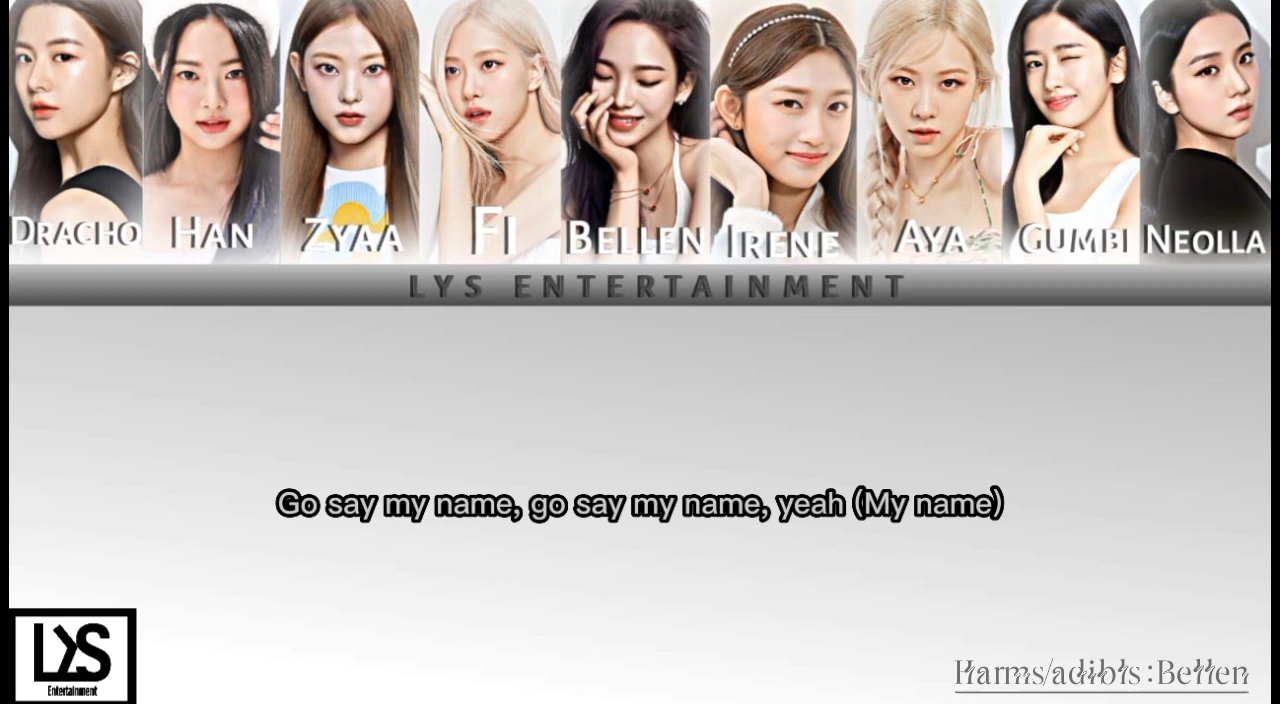 DRACHO HAN ZYAA FI BELLEN IRENE AYA GUMBI NEOLLA
LYS ENTERTAINMENT
Go say my name, go say my name, yeah (My name)
LYS
Entertainment
Harms/adibls : Bellen